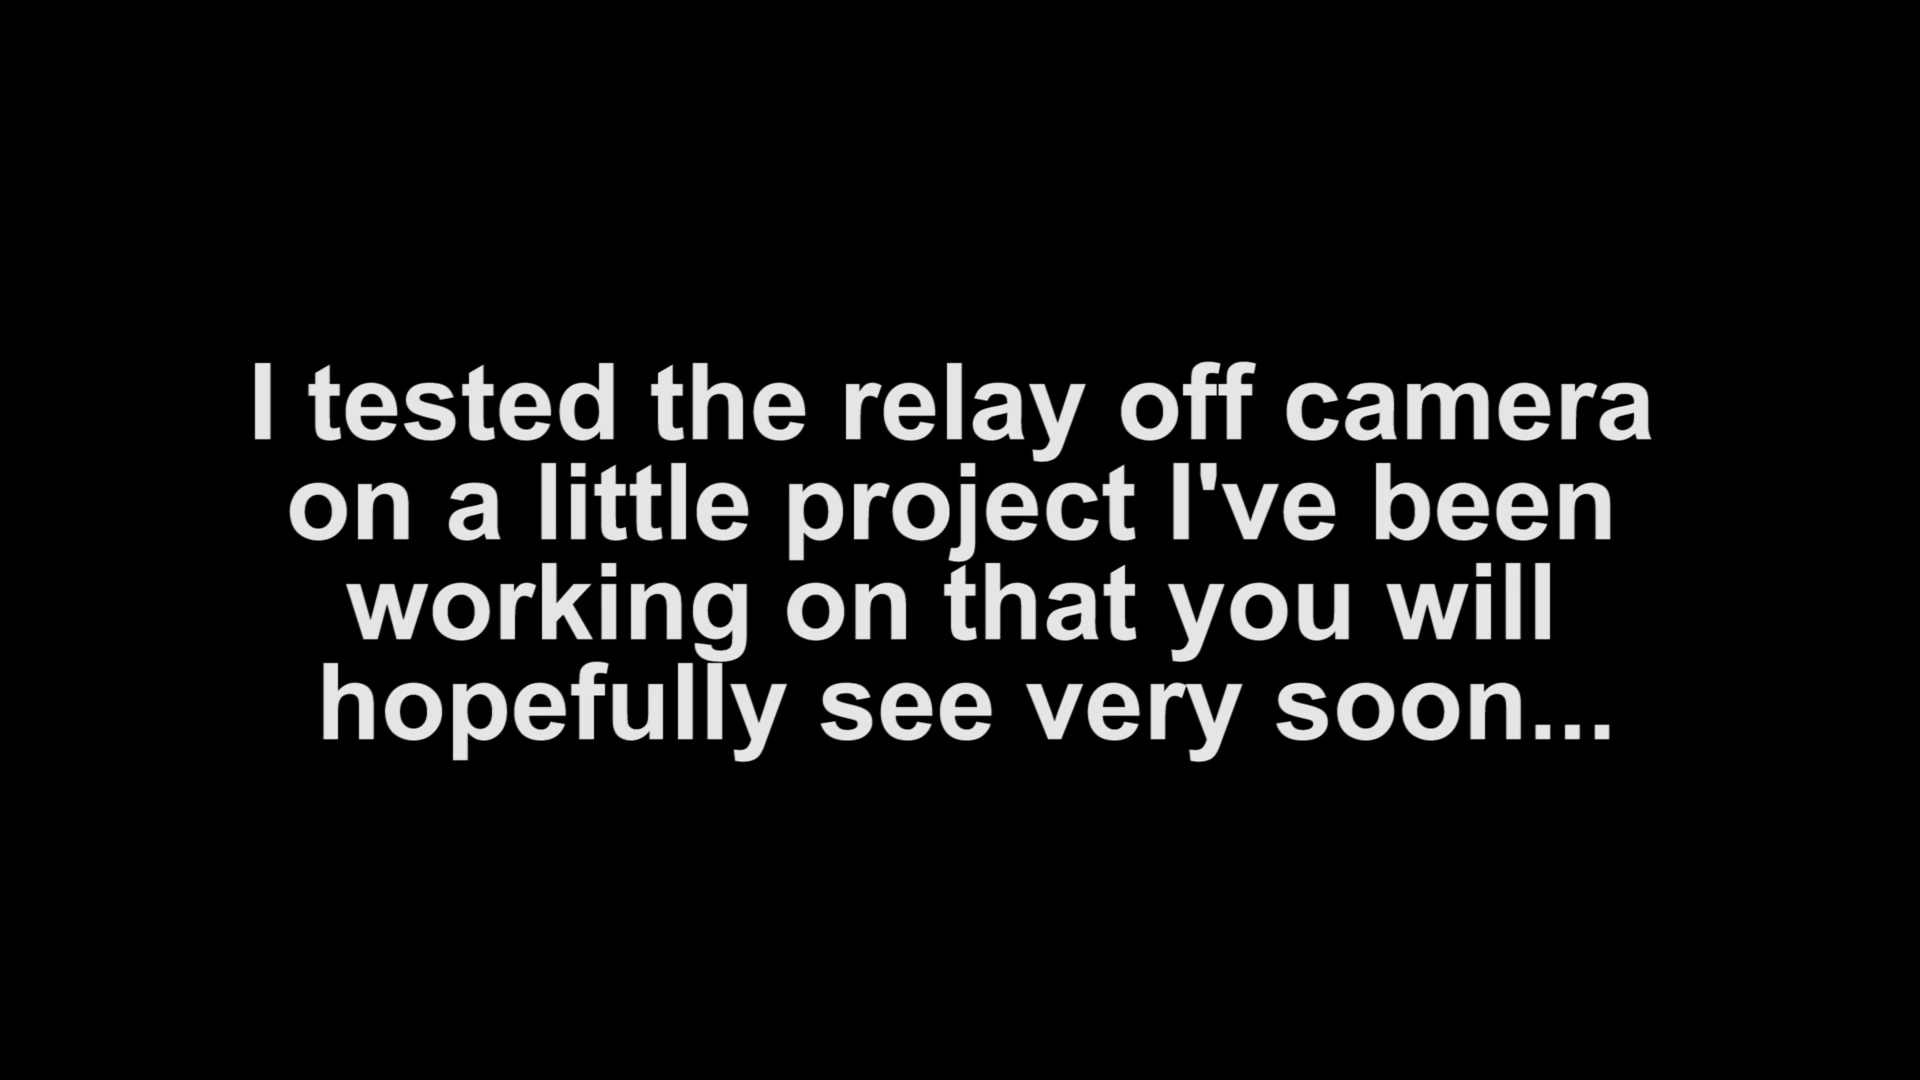 I tested the relay off camera
on a little project I've been
working on that you will
hopefully see very soon...